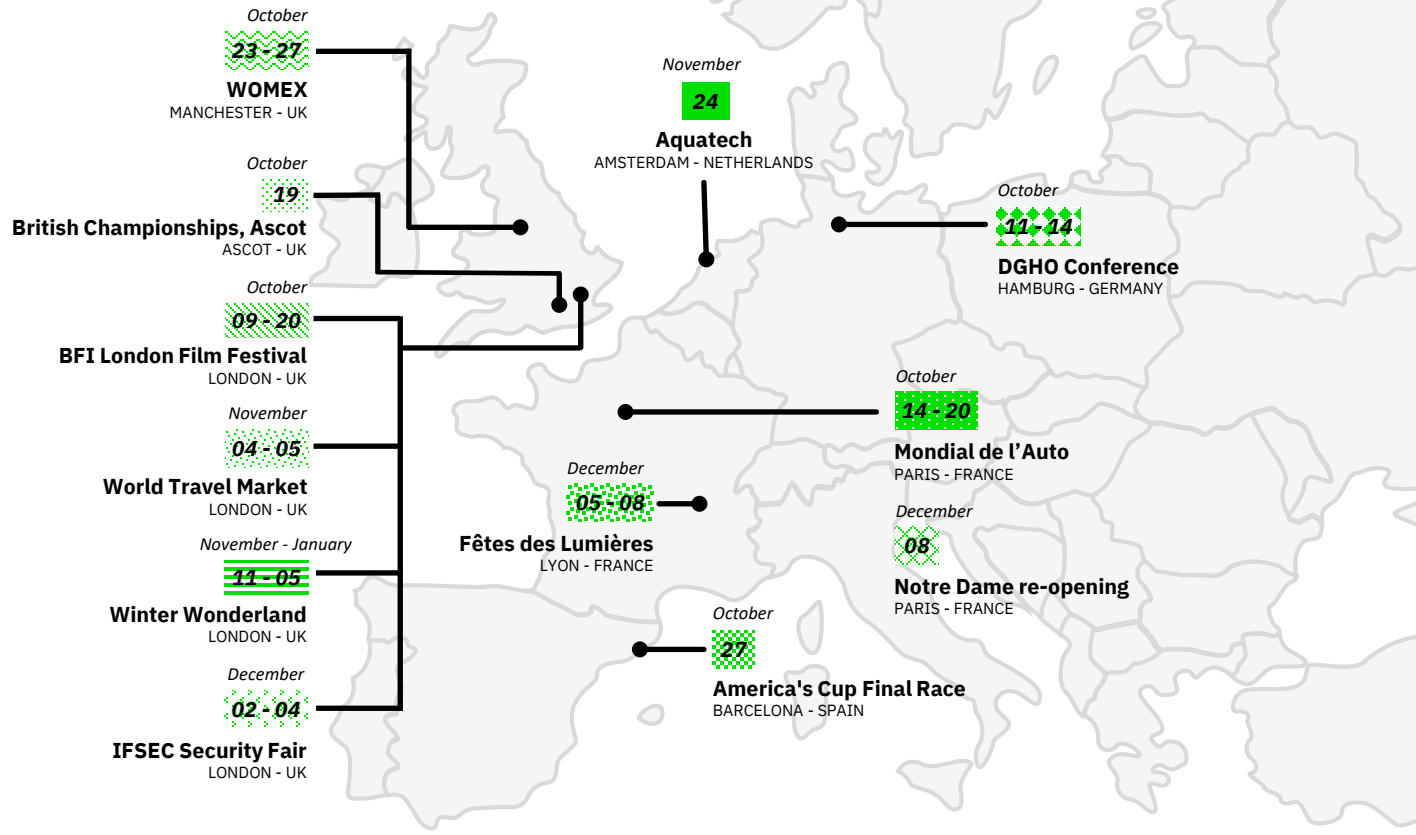 October
23 - 27
WOMEX
MANCHESTER - UK
October
19
British Championships, Ascot
ASCOT - UK
October
09 - 20
BFI London Film Festival
LONDON - UK
November
04 - 05
World Travel Market
LONDON - UK
November - January
11 - 05
Winter Wonderland
LONDON - UK
December
02 - 04
IFSEC Security Fair
LONDON - UK
November
24
Aquatech
AMSTERDAM - NETHERLANDS
October
11 - 14
DGHO Conference
HAMBURG - GERMANY
October
14 - 20
Mondial de l’Auto
PARIS - FRANCE
December
05 - 08
Fêtes des Lumières
LYON - FRANCE
December
08
Notre Dame re-opening
PARIS - FRANCE
October
27
America's Cup Final Race
BARCELONA - SPAIN